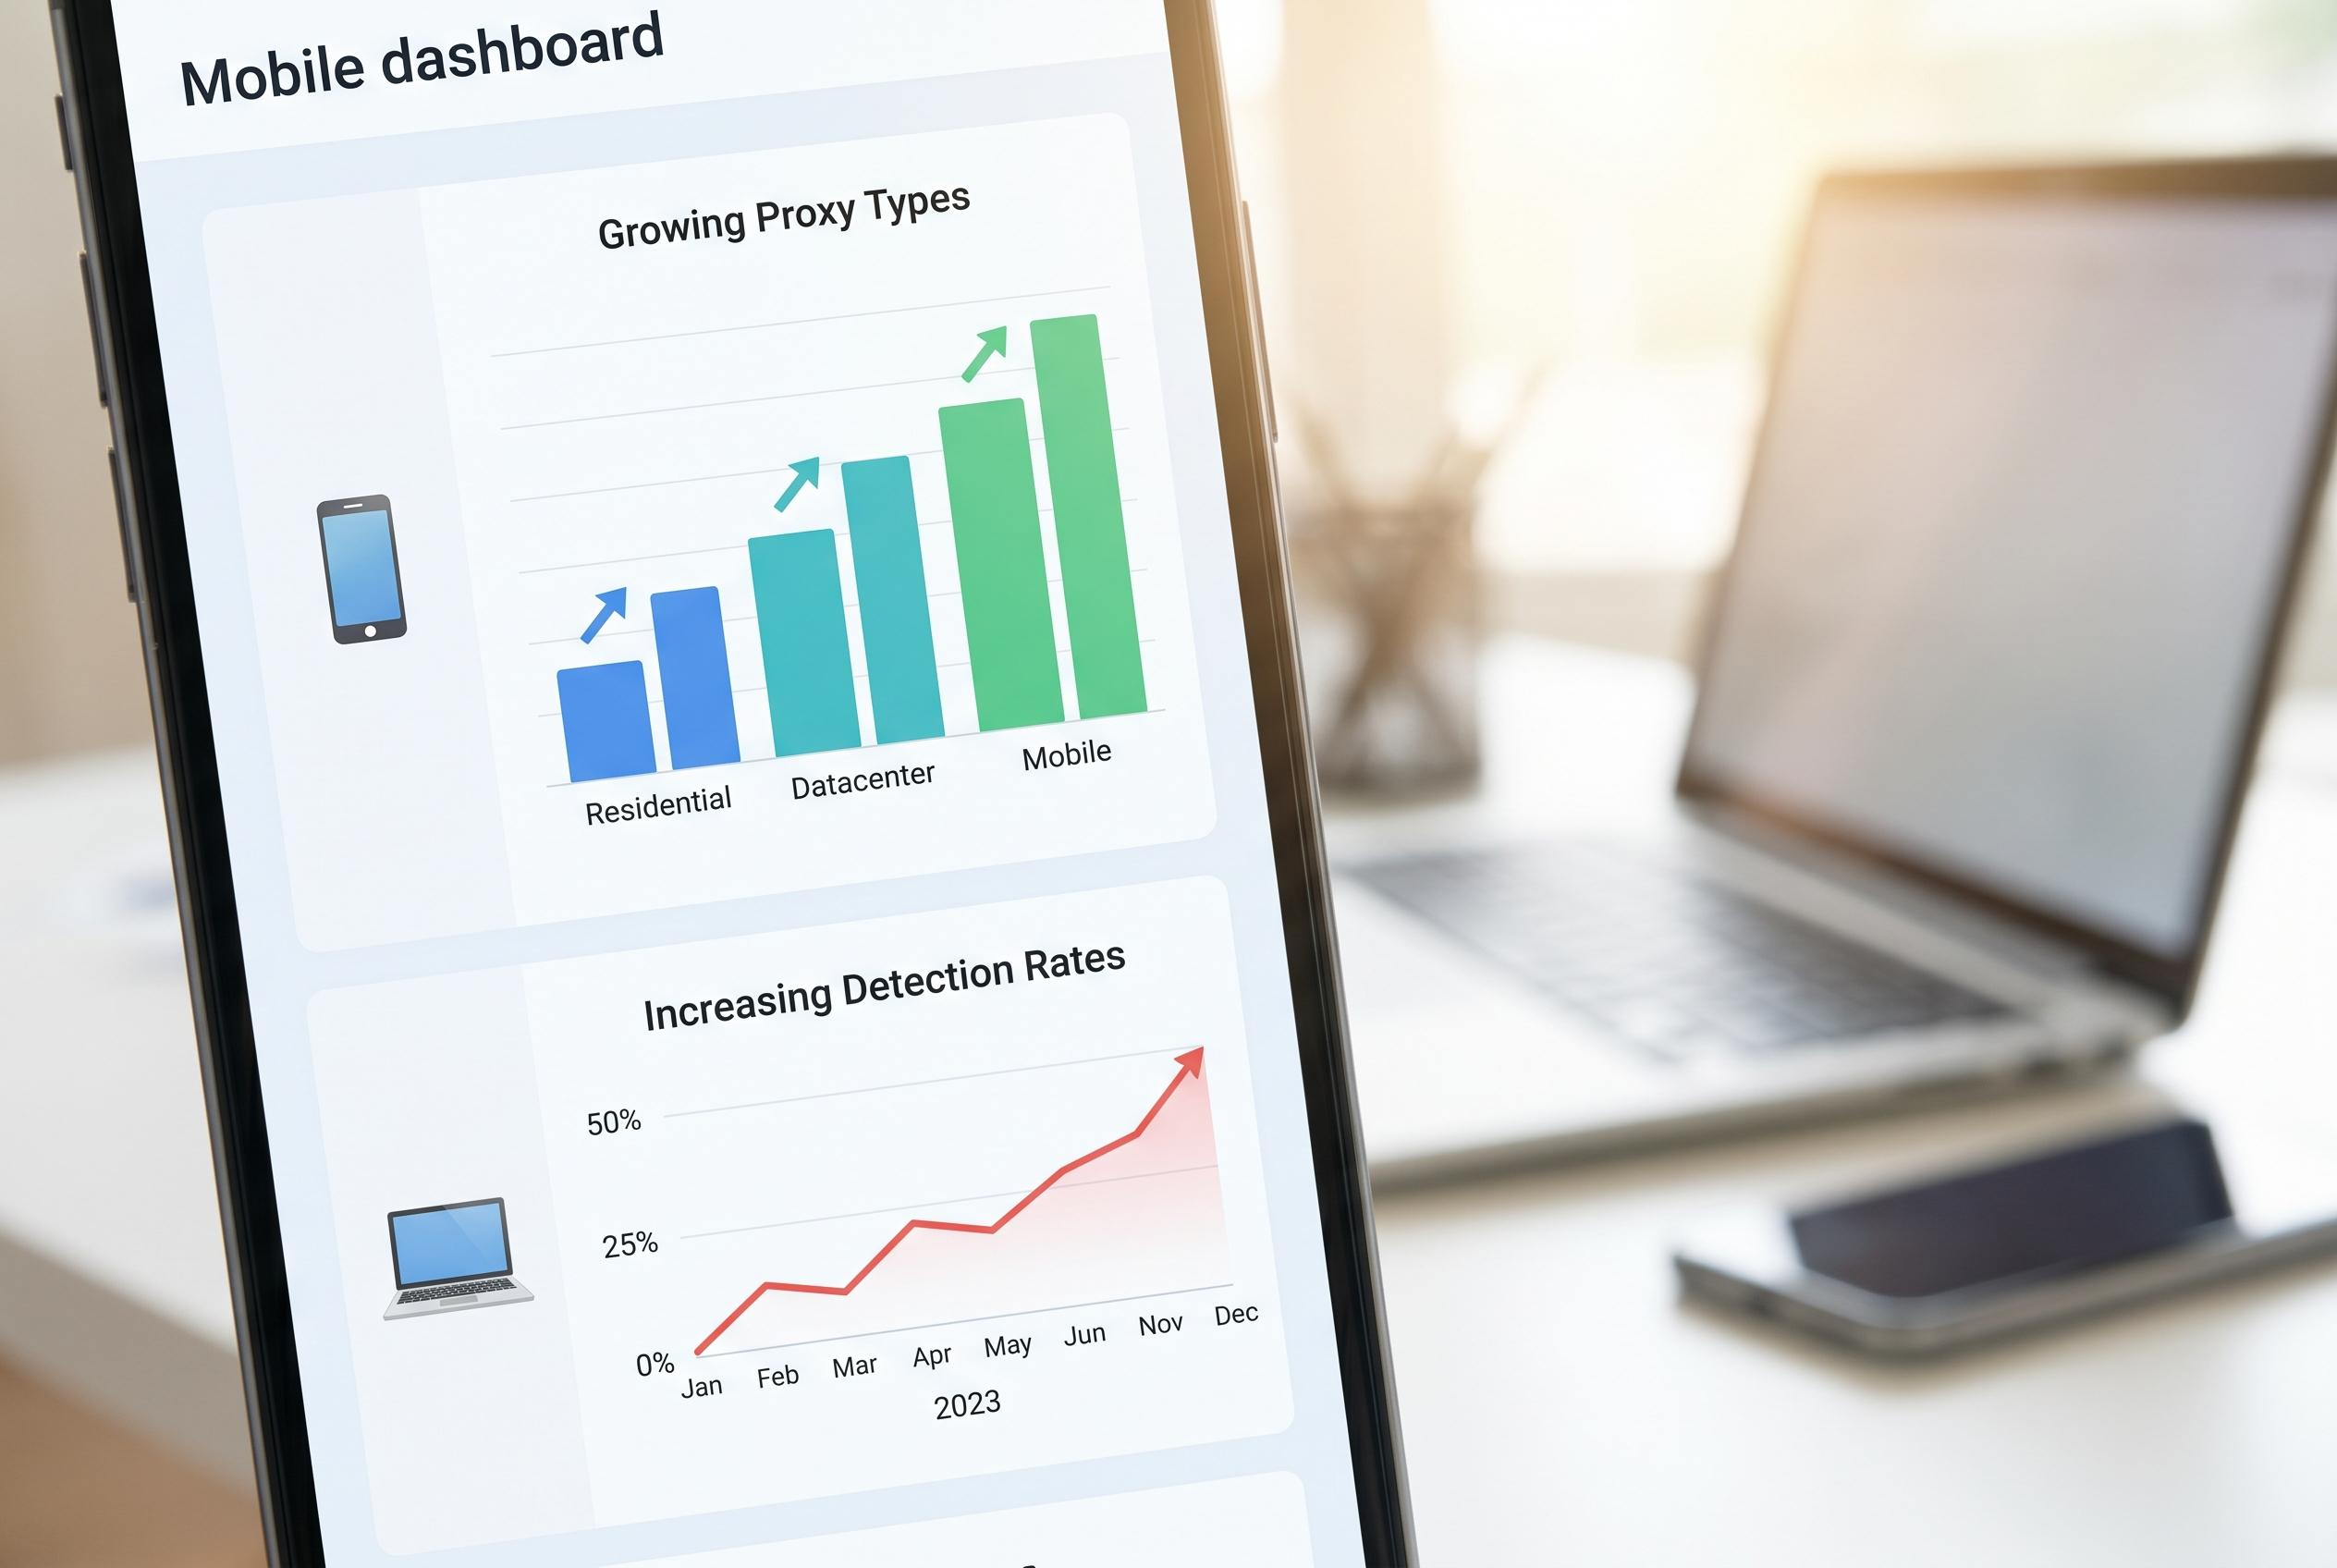 Mobile dashboard
Growing Proxy Types
Residential Datacenter Mobile
Increasing Detection Rates
50%
25%
0%
Jan Feb Mar Apr May Jun Nov Dec
2023